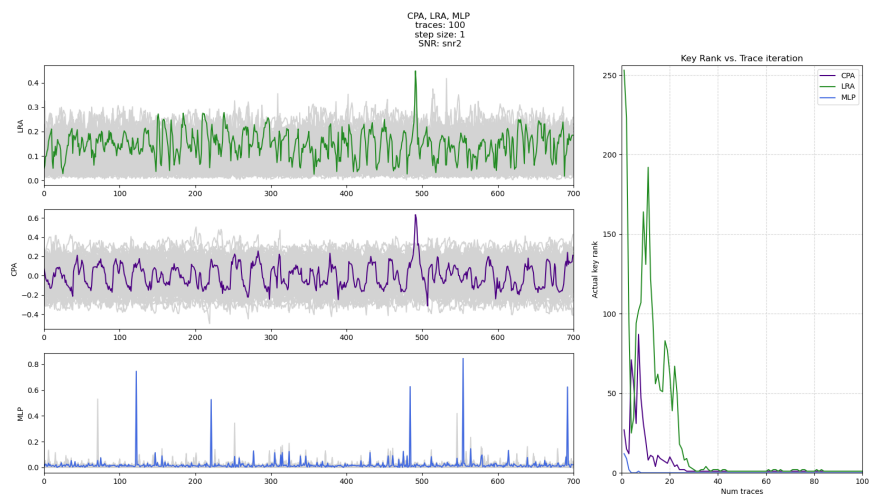 CPA, LRA, MLP
traces: 100
step size: 1
SNR: snr2
LRA
0.4
0.3
0.2
0.1
0.0
0 100 200 300 400 500 600 700
CPA
0.6
0.4
0.2
0.0
−0.2
−0.4
0 100 200 300 400 500 600 700
MLP
0.8
0.6
0.4
0.2
0.0
0 100 200 300 400 500 600 700
Key Rank vs. Trace iteration
CPA
LRA
MLP
Actual key rank
250
200
150
100
50
0
0 20 40 60 80 100
Num traces